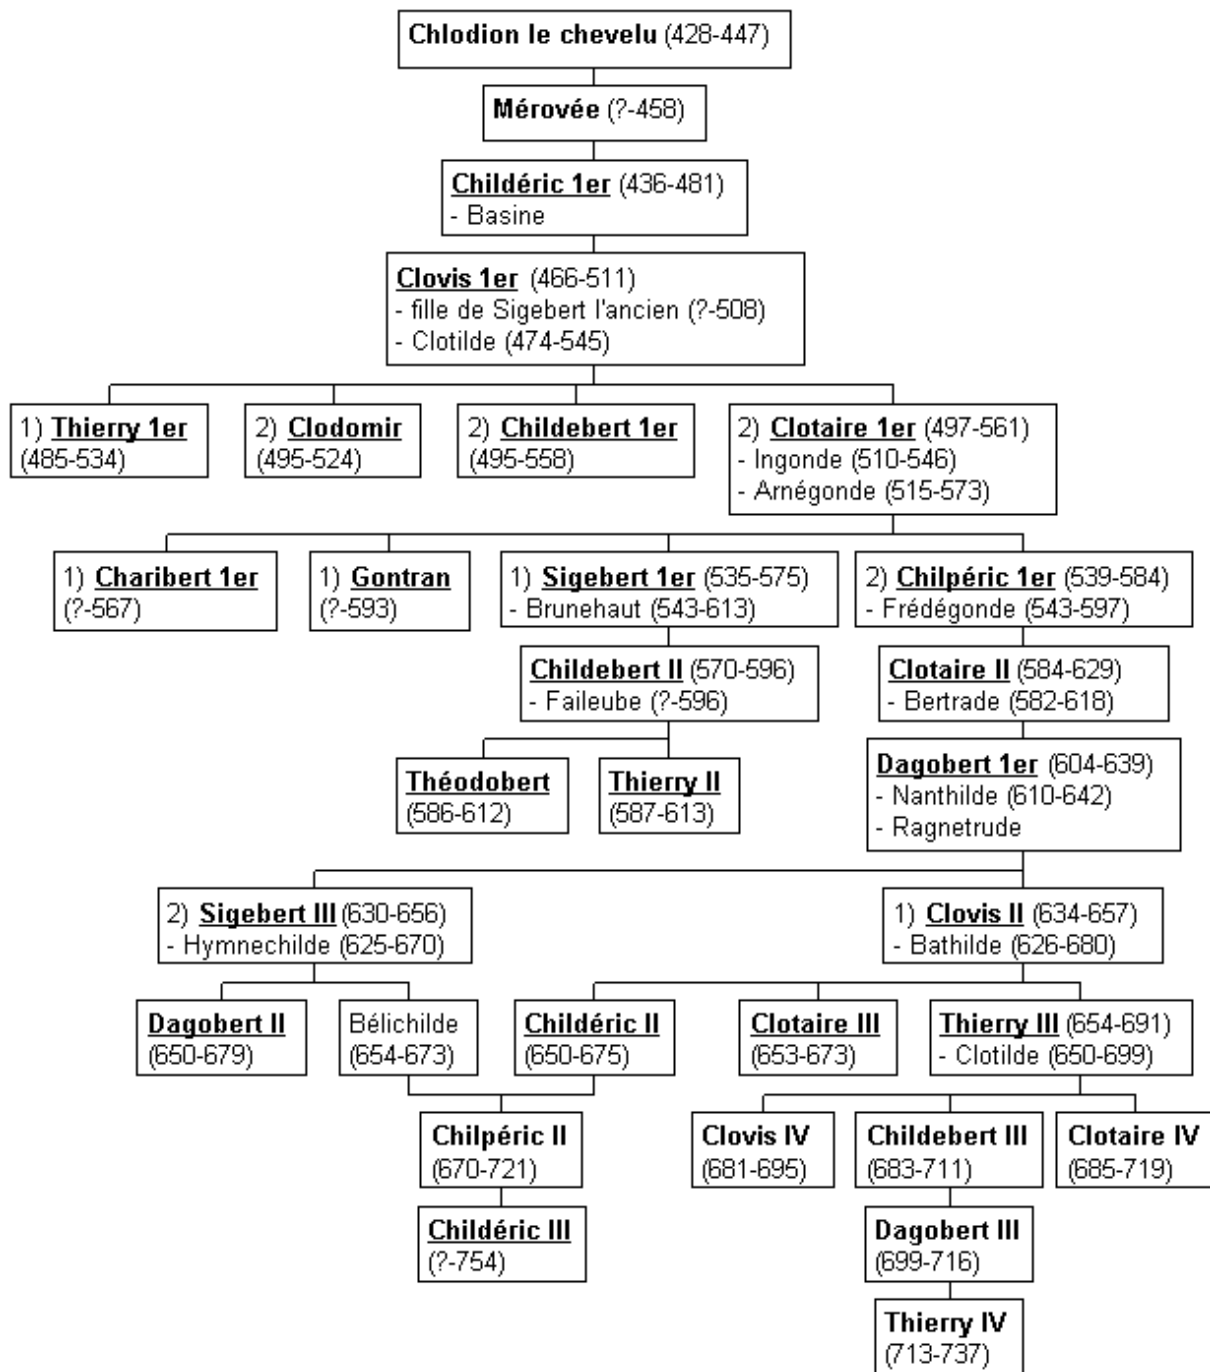 Chlodion le chevelu (428-447)
Mérovée (?-458)
Childéric 1er (436-481)
- Basine
Clovis 1er (466-511)
- fille de Sigebert l'ancien (?-508)
- Clotilde (474-545)
1) Thierry 1er
(485-534)
2) Clodomir
(495-524)
2) Childebert 1er
(495-558)
2) Clotaire 1er (497-561)
- Ingonde (510-546)
- Arnégonde (515-573)
1) Charibert 1er
(?-567)
1) Gontran
(?-593)
1) Sigebert 1er (535-575)
- Brunehaut (543-613)
2) Chilpéric 1er (539-584)
- Frédégonde (543-597)
Childebert II (570-596)
- Faileube (?-596)
Clotaire II (584-629)
- Bertrade (582-618)
Théodobert
(586-612)
Thierry II
(587-613)
Dagobert 1er (604-639)
- Nanthilde (610-642)
- Ragnetrude
2) Sigebert III (630-656)
- Hymnechilde (625-670)
1) Clovis II (634-657)
- Bathilde (626-680)
Dagobert II
(650-679)
Bélichilde
(654-673)
Childéric II
(650-675)
Clotaire III
(653-673)
Thierry III (654-691)
- Clotilde (650-699)
Chilpéric II
(670-721)
Clovis IV
(681-695)
Childebert III
(683-711)
Clotaire IV
(685-719)
Childéric III
(?-754)
Dagobert III
(699-716)
Thierry IV
(713-737)